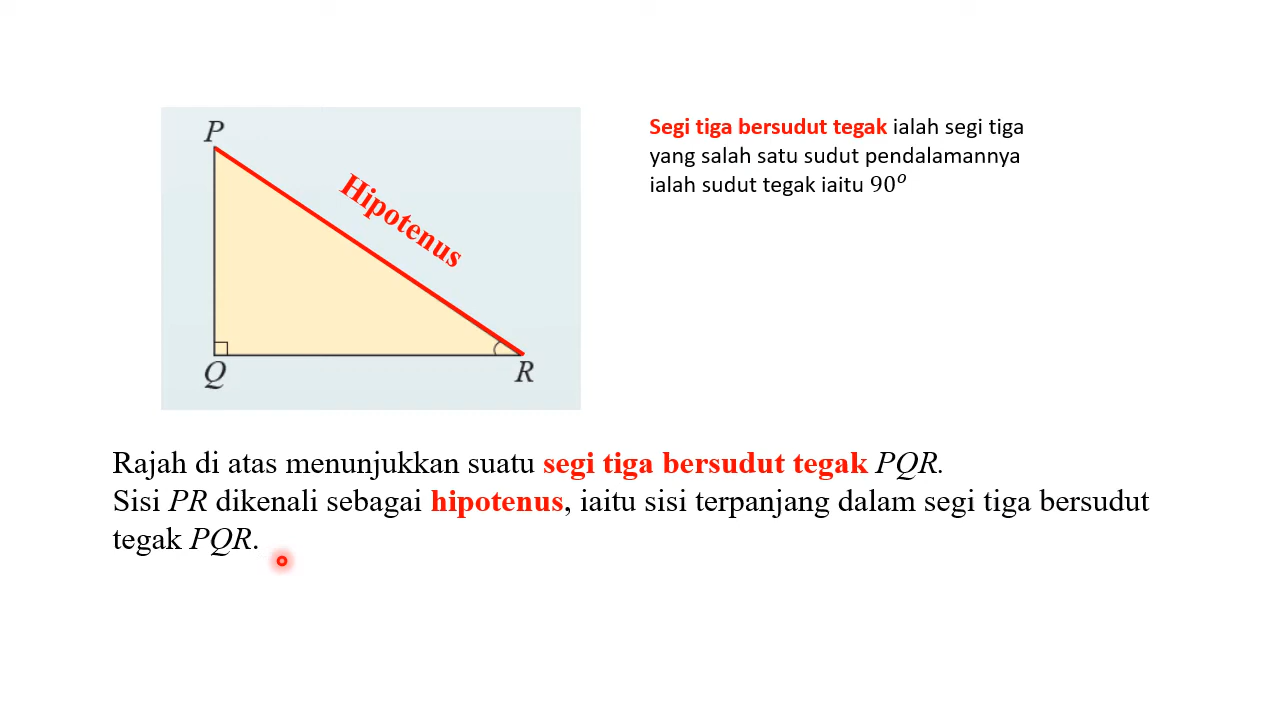 P
Hipotenus
Q
R
Segi tiga bersudut tegak ialah segi tiga
yang salah satu sudut pendalamannya
ialah sudut tegak iaitu 90°
Rajah di atas menunjukkan suatu segi tiga bersudut tegak PQR.
Sisi PR dikenali sebagai hipotenus, iaitu sisi terpanjang dalam segi tiga bersudut
tegak PQR.